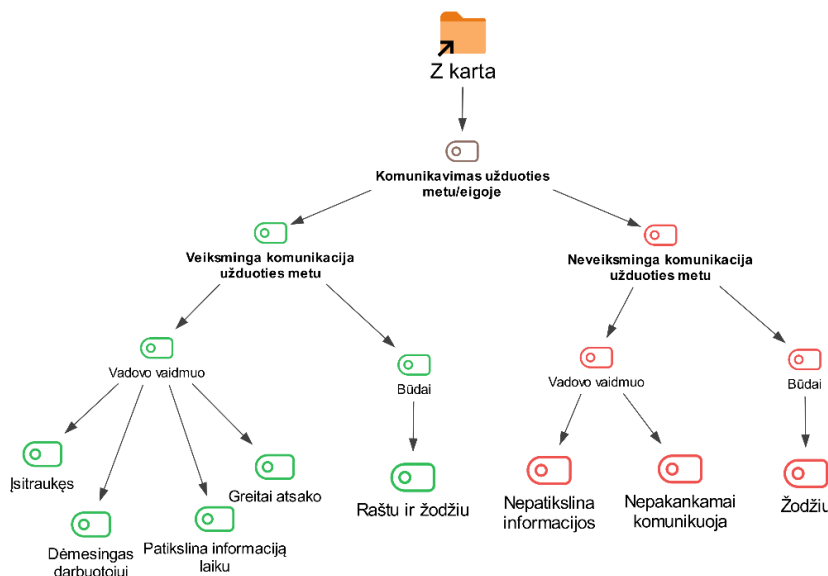 Z karta
Komunikavimas užduoties
metu/eigoje
Veiksminga komunikacija
užduoties metu
Neveiksminga komunikacija
užduoties metu
Vadovo vaidmuo
Būdai
Vadovo vaidmuo
Būdai
Įsitraukęs
Greitai atsako
Raštu ir žodžiu
Nepatikslina
informacijos
Nepakankamai
komunikuoja
Žodžiu
Dėmesingas
darbuotojui
Patikslina informaciją
laiku